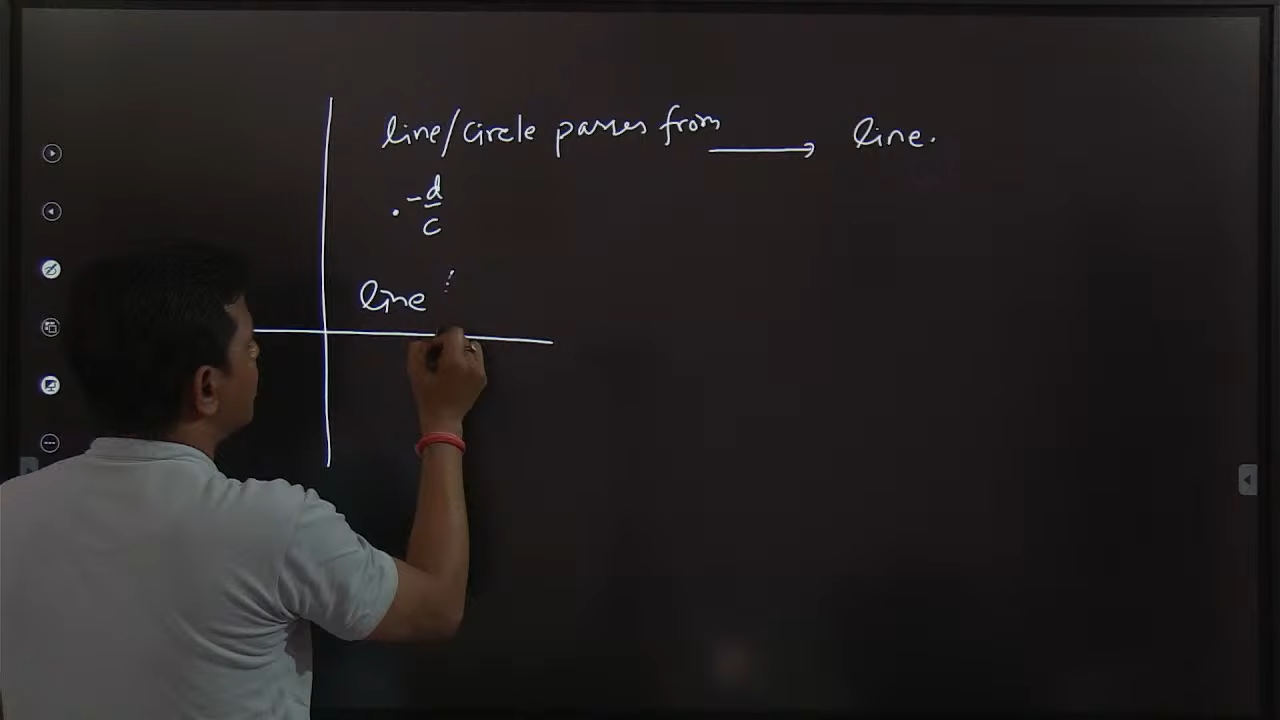 line/circle passes from → line.
. -d/c
line